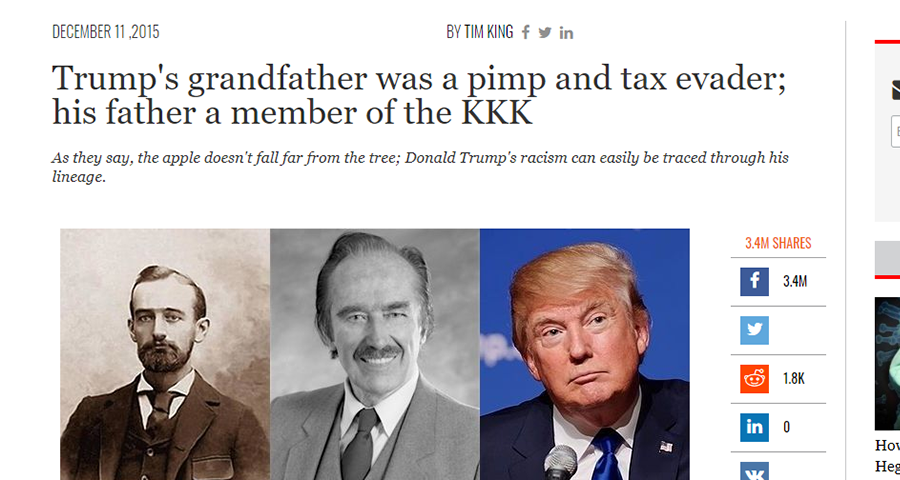 DECEMBER 11 ,2015
BY TIM KING
Trump's grandfather was a pimp and tax evader;
his father a member of the KKK
As they say, the apple doesn't fall far from the tree; Donald Trump's racism can easily be traced through his
lineage.
3.4M SHARES
3.4M
1.8K
0